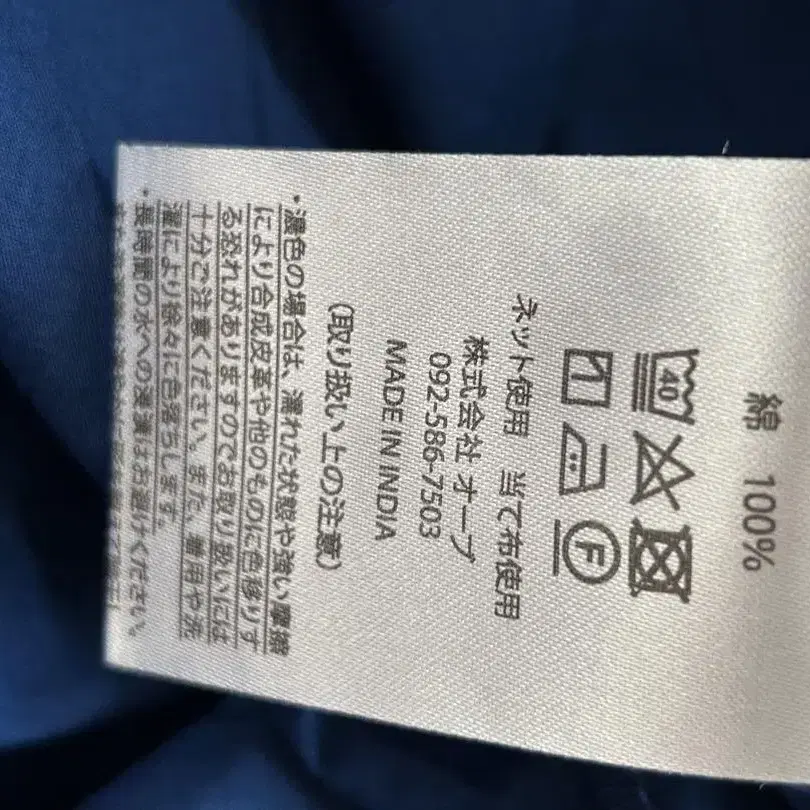 綿 100%
40
F
ネット使用 当て布使用
株式会社 オーブ
092-586-7503
MADE IN INDIA
(取り扱い上の注意)
・濃色の場合は、濡れた状態や強い摩擦
により合成皮革や他のものに色移りす
る恐れがありますのでお取り扱いには
十分ご注意ください。また、着用や洗
濯により徐々に色落ちします。
・長時間の水への浸漬はお避けください。